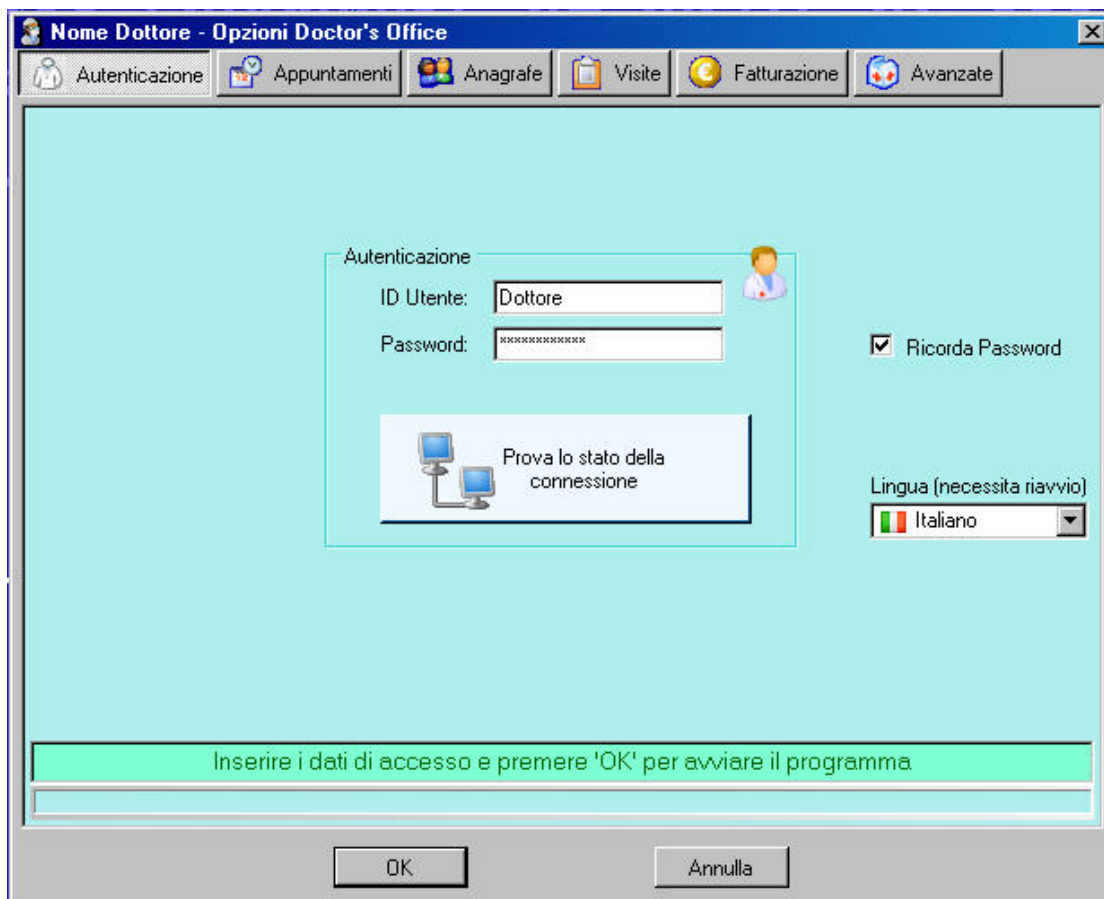 Nome Dottore - Opzioni Doctor's Office
Autenticazione
Appuntamenti
Anagrafe
Visite
Fatturazione
Avanzate
Autenticazione
ID Utente: Dottore
Password: ************
Ricorda Password
Prova lo stato della
connessione
Lingua (necessita riavvio)
Italiano
Inserire i dati di accesso e premere 'OK' per avviare il programma
OK
Annulla